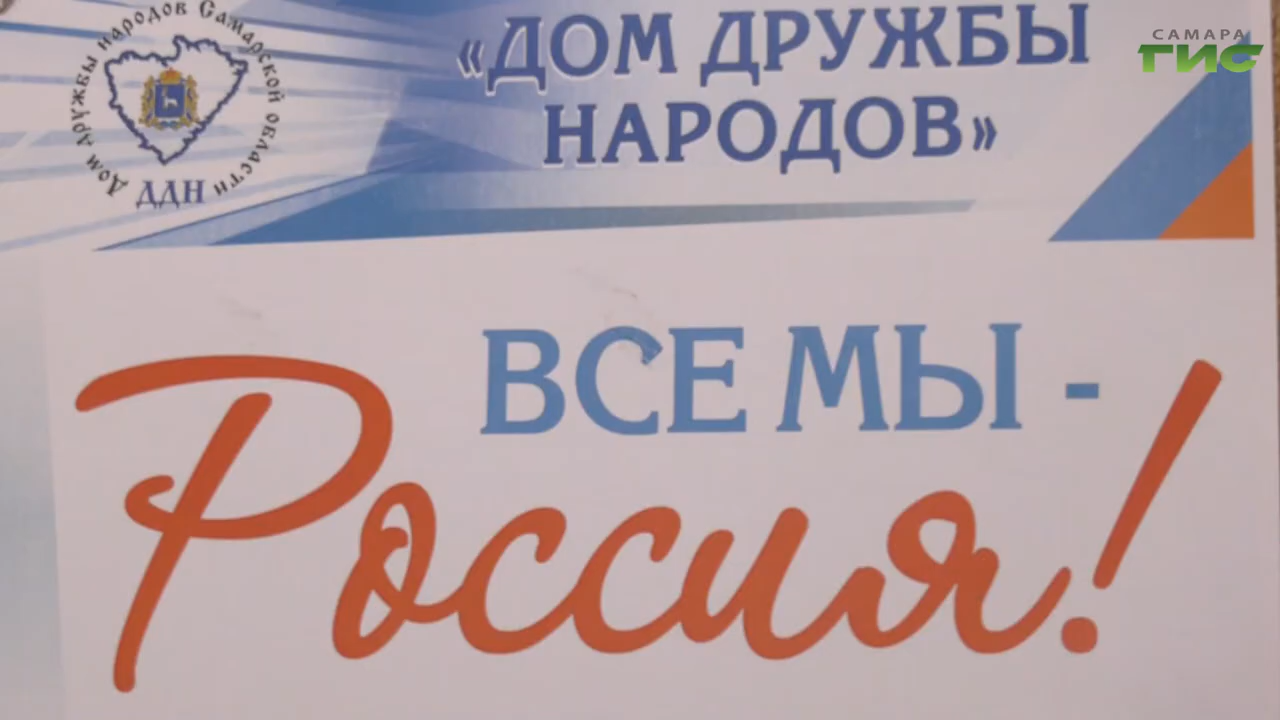 Дом дружбы народов Самарской области
ДДН
«ДОМ ДРУЖБЫ
НАРОДОВ»
САМАРА
ГИС
ВСЕ МЫ -
Россия!